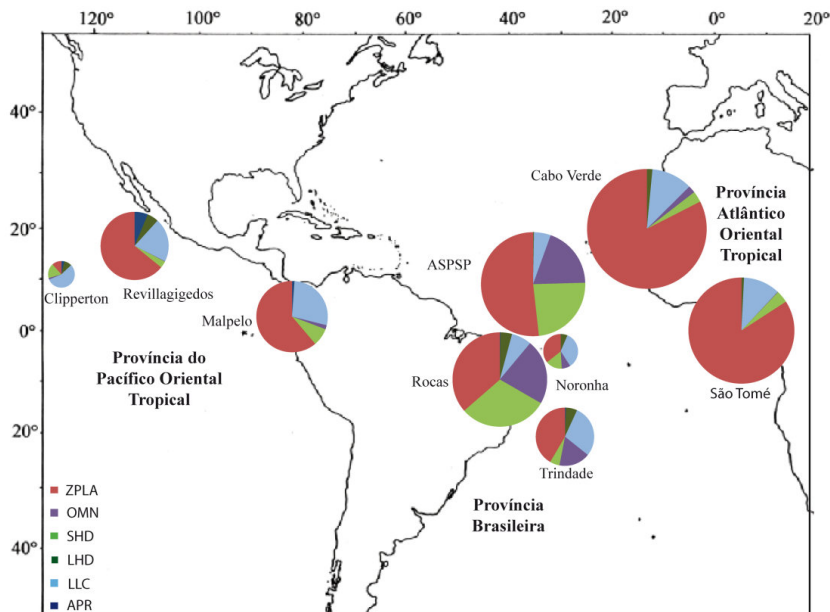 120° 100° 80° 60° 40° 20° 0° 20°
40°
20°
0°
20°
40°
Cabo Verde
Província
Atlântico
Oriental
Tropical
ASPSP
Clipperton
Revillagigedos
Malpelo
Província do
Pacífico Oriental
Tropical
Rocas
Noronha
São Tomé
Trindade
Província
Brasileira
ZPLA
OMN
SHD
LHD
LLC
APR